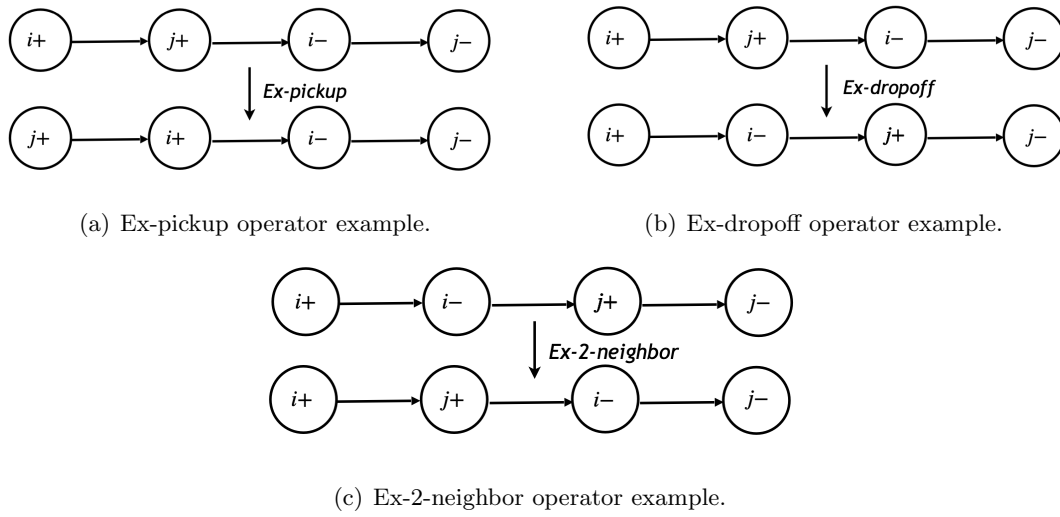 i+ j+ i− j−
Ex-pickup
j+ i+ i− j−
(a) Ex-pickup operator example.
i+ j+ i− j−
Ex-dropoff
i+ i− j+ j−
(b) Ex-dropoff operator example.
i+ i− j+ j−
Ex-2-neighbor
i+ j+ i− j−
(c) Ex-2-neighbor operator example.